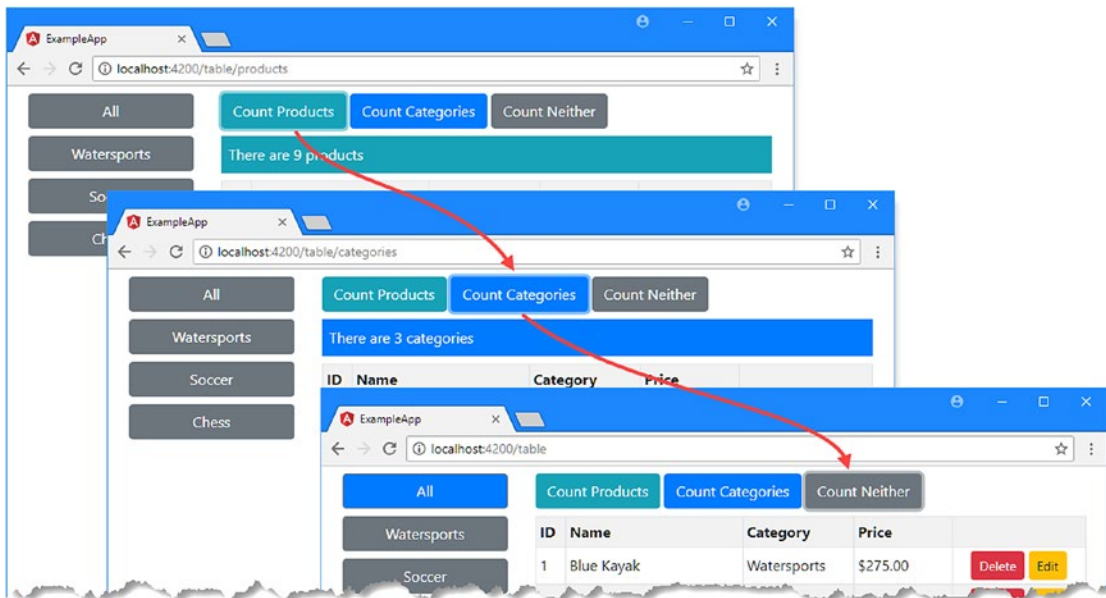 ExampleApp
localhost:4200/table/products
All
Count Products Count Categories Count Neither
Watersports
There are 9 products
So
Ch
ExampleApp
localhost:4200/table/categories
All
Count Products Count Categories Count Neither
Watersports
There are 3 categories
Soccer
ID Name Category Price
Chess
ExampleApp
localhost:4200/table
All
Count Products Count Categories Count Neither
Watersports
ID Name Category Price
1 Blue Kayak Watersports $275.00 Delete Edit
Soccer